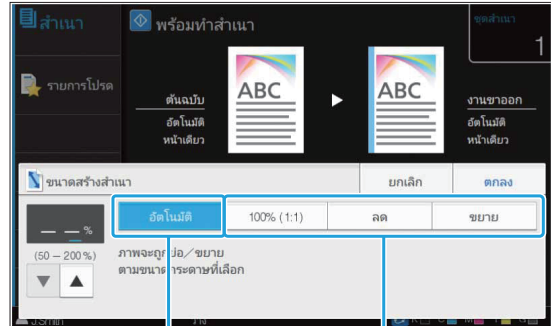 สำเนา
พร้อมทำสำเนา
ชุดสำเนา
1
รายการโปรด
ต้นฉบับ
อัตโนมัติ
หน้าเดียว
ABC
ABC
งานขาออก
อัตโนมัติ
หน้าเดียว
ขนาดสร้างสำเนา
ยกเลิก
ตกลง
– – %
(50 – 200%)
อัตโนมัติ
100% (1:1)
ลด
ขยาย
ภาพจะถูกย่อ/ขยาย
ตามขนาดกระดาษที่เลือก
J.Smith
ว่าง
K C M Y